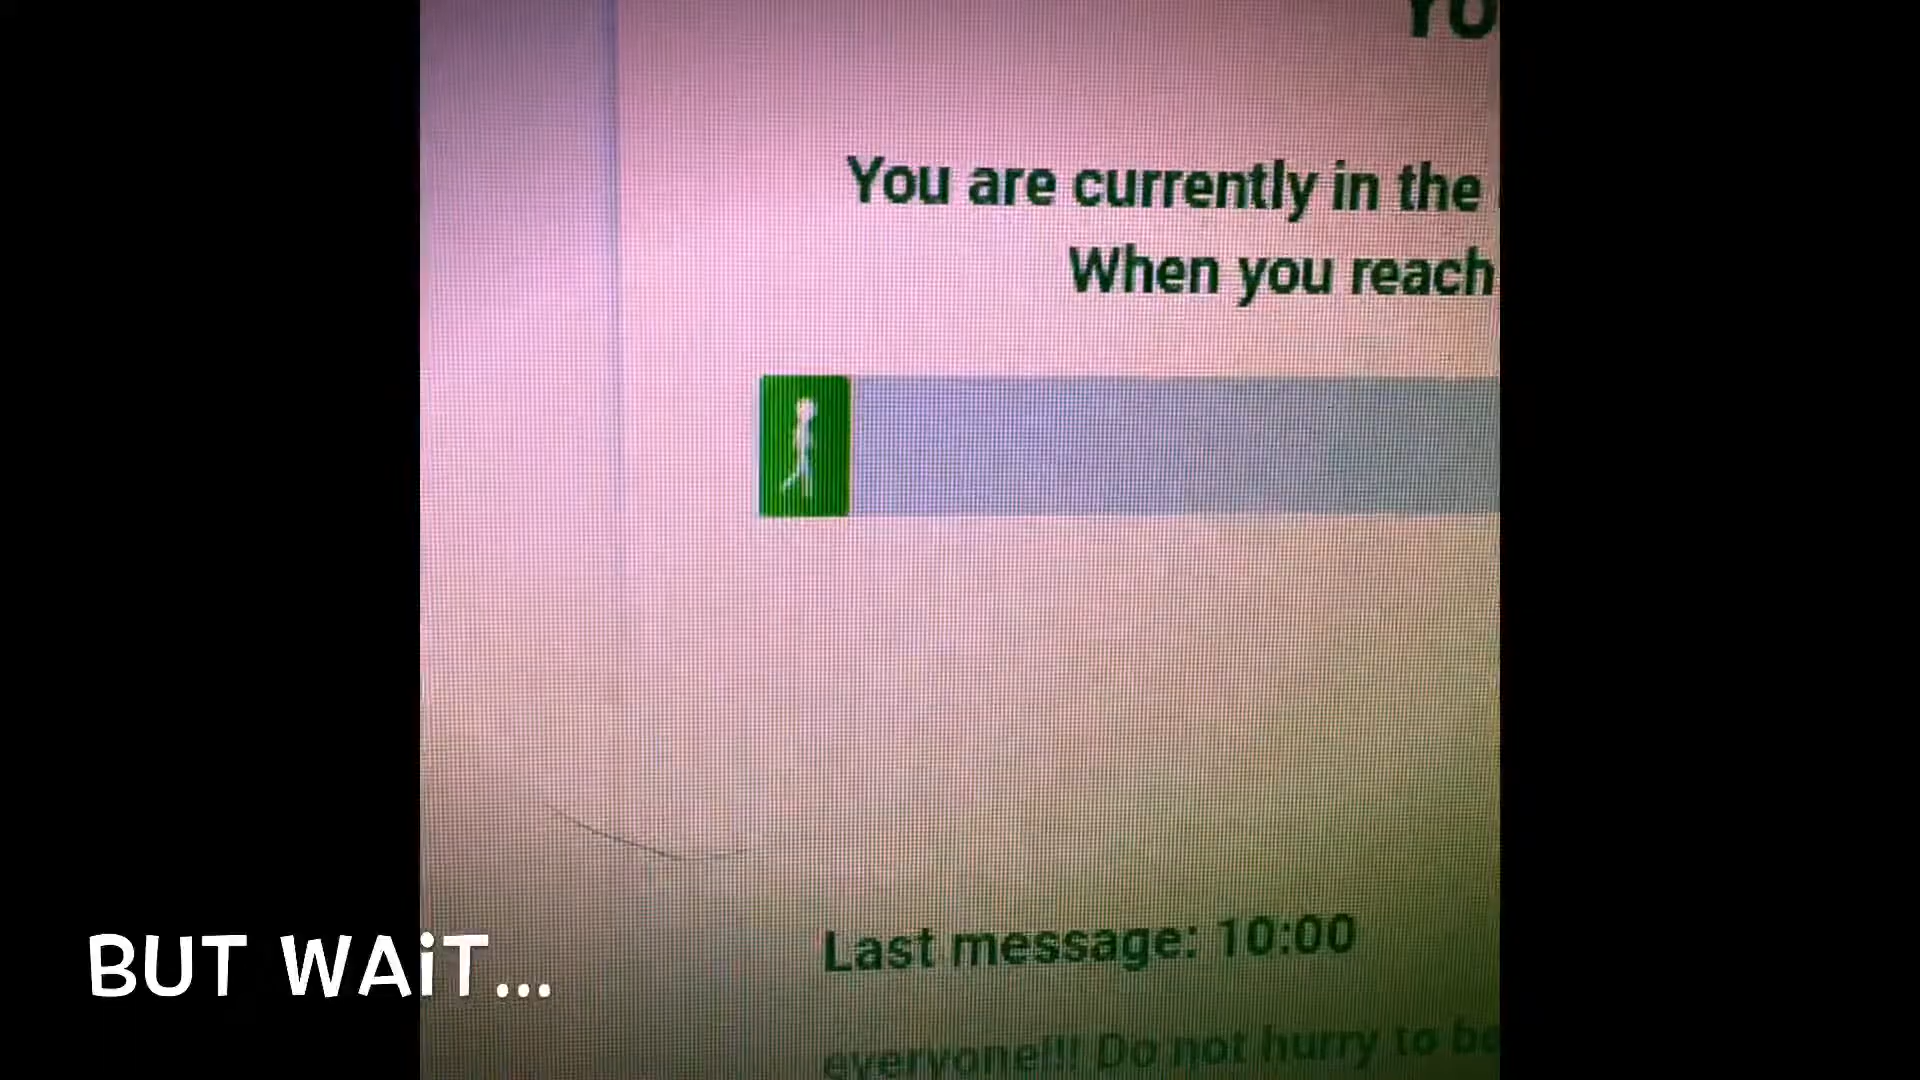 YO
You are currently in the
When you reach
Last message: 10:00
everyone!!! Do not hurry to
BUT WAiT...